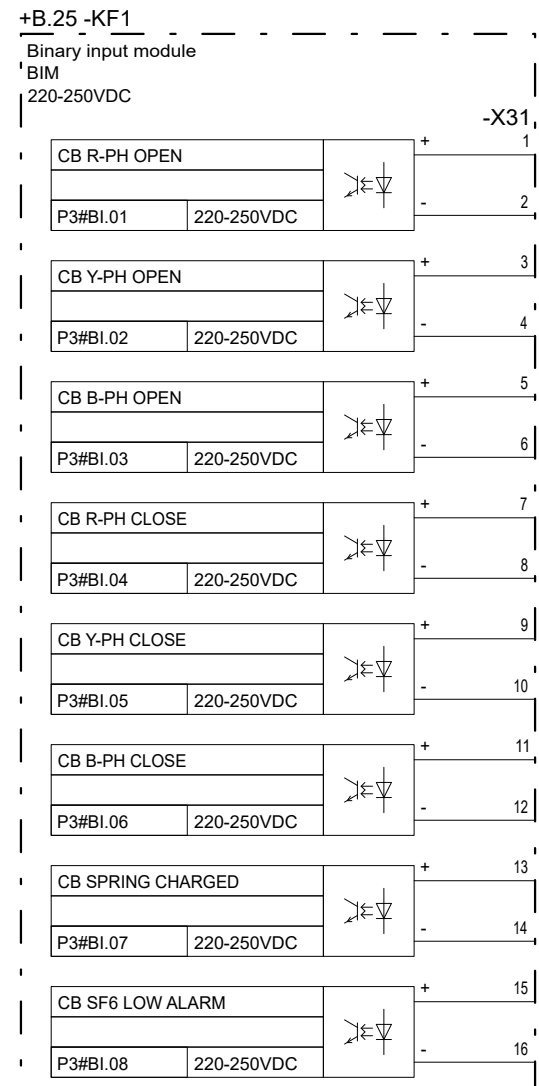 +B.25 -KF1
Binary input module
BIM
220-250VDC
-X31
CB R-PH OPEN
+ 1
P3#BI.01 220-250VDC
- 2
CB Y-PH OPEN
+ 3
P3#BI.02 220-250VDC
- 4
CB B-PH OPEN
+ 5
P3#BI.03 220-250VDC
- 6
CB R-PH CLOSE
+ 7
P3#BI.04 220-250VDC
- 8
CB Y-PH CLOSE
+ 9
P3#BI.05 220-250VDC
- 10
CB B-PH CLOSE
+ 11
P3#BI.06 220-250VDC
- 12
CB SPRING CHARGED
+ 13
P3#BI.07 220-250VDC
- 14
CB SF6 LOW ALARM
+ 15
P3#BI.08 220-250VDC
- 16